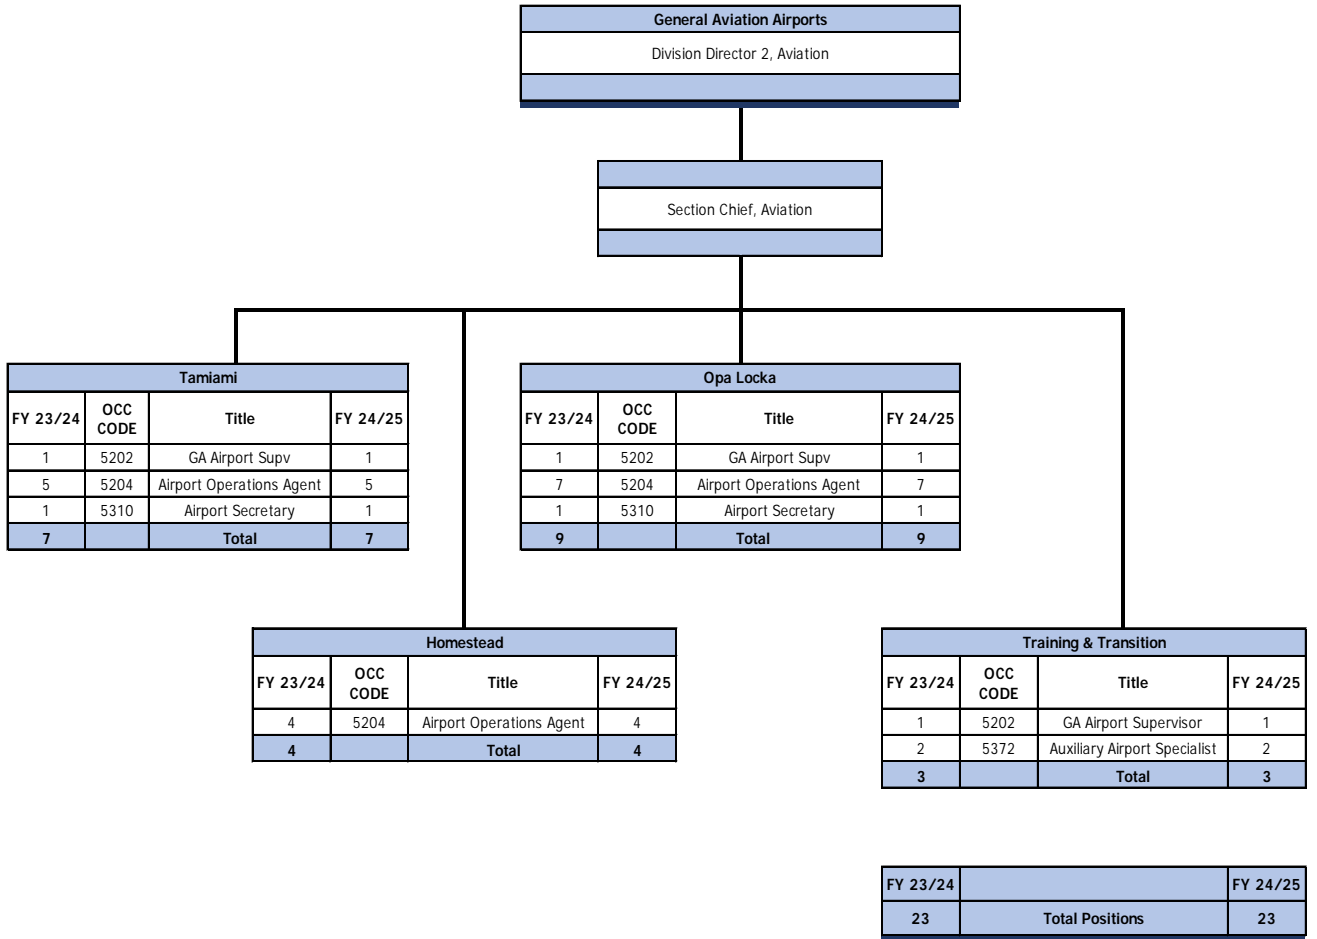 General Aviation Airports
Division Director 2, Aviation
Section Chief, Aviation
Tamiami
FY 23/24 OCC CODE Title FY 24/25
1 5202 GA Airport Supv 1
5 5204 Airport Operations Agent 5
1 5310 Airport Secretary 1
7 Total 7
Opa Locka
FY 23/24 OCC CODE Title FY 24/25
1 5202 GA Airport Supv 1
7 5204 Airport Operations Agent 7
1 5310 Airport Secretary 1
9 Total 9
Homestead
FY 23/24 OCC CODE Title FY 24/25
4 5204 Airport Operations Agent 4
4 Total 4
Training & Transition
FY 23/24 OCC CODE Title FY 24/25
1 5202 GA Airport Supervisor 1
2 5372 Auxiliary Airport Specialist 2
3 Total 3
FY 23/24 FY 24/25
23 Total Positions 23